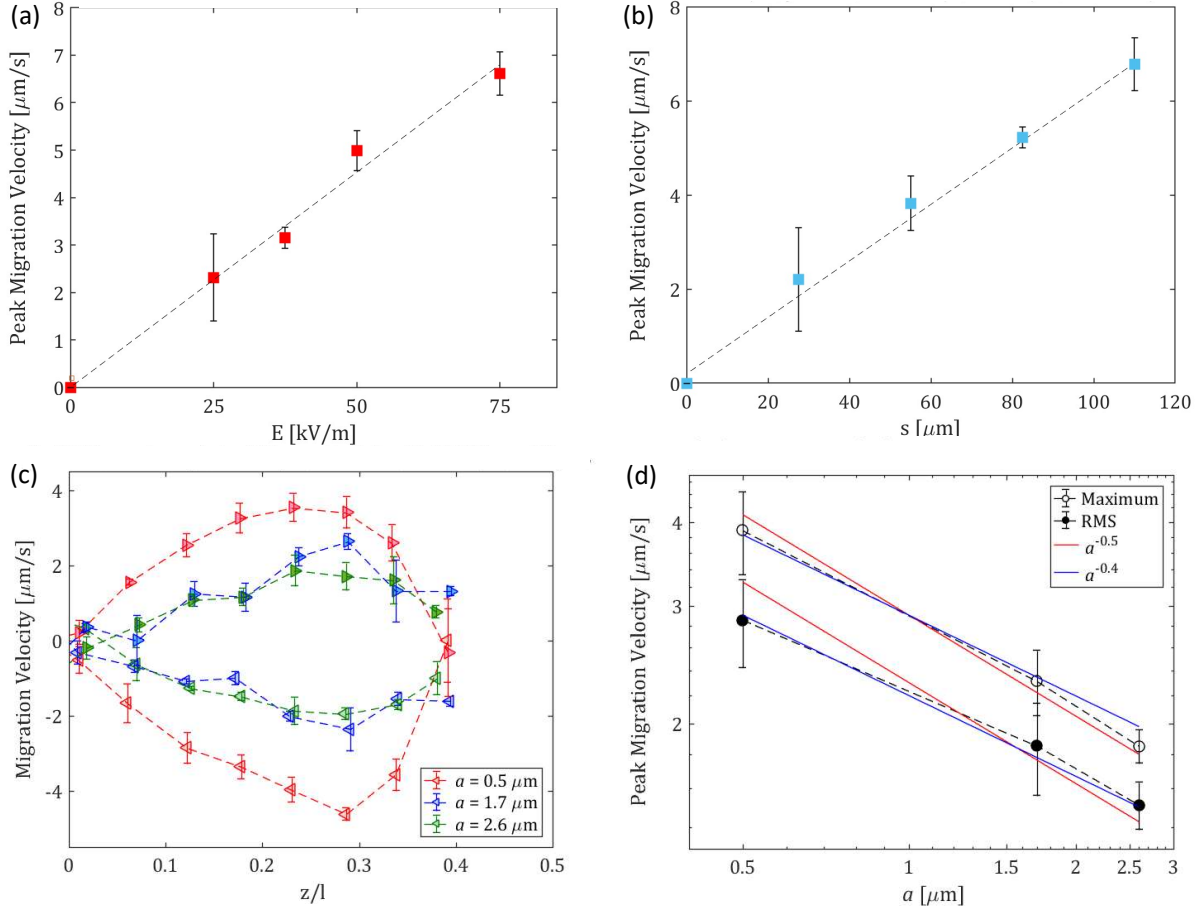 (a)
Peak Migration Velocity [μm/s]
8
7
6
5
4
3
2
1
0
0 25 50 75
E [kV/m]
(b)
Peak Migration Velocity [μm/s]
8
6
4
2
0
0 20 40 60 80 100 120
s [μm]
(c)
Migration Velocity [μm/s]
4
2
0
-2
-4
a = 0.5 μm
a = 1.7 μm
a = 2.6 μm
0 0.1 0.2 0.3 0.4 0.5
z/l
(d)
Peak Migration Velocity [μm/s]
4
3
2
Maximum
RMS
a^-0.5
a^-0.4
0.5 1 1.5 2 2.5 3
a [μm]